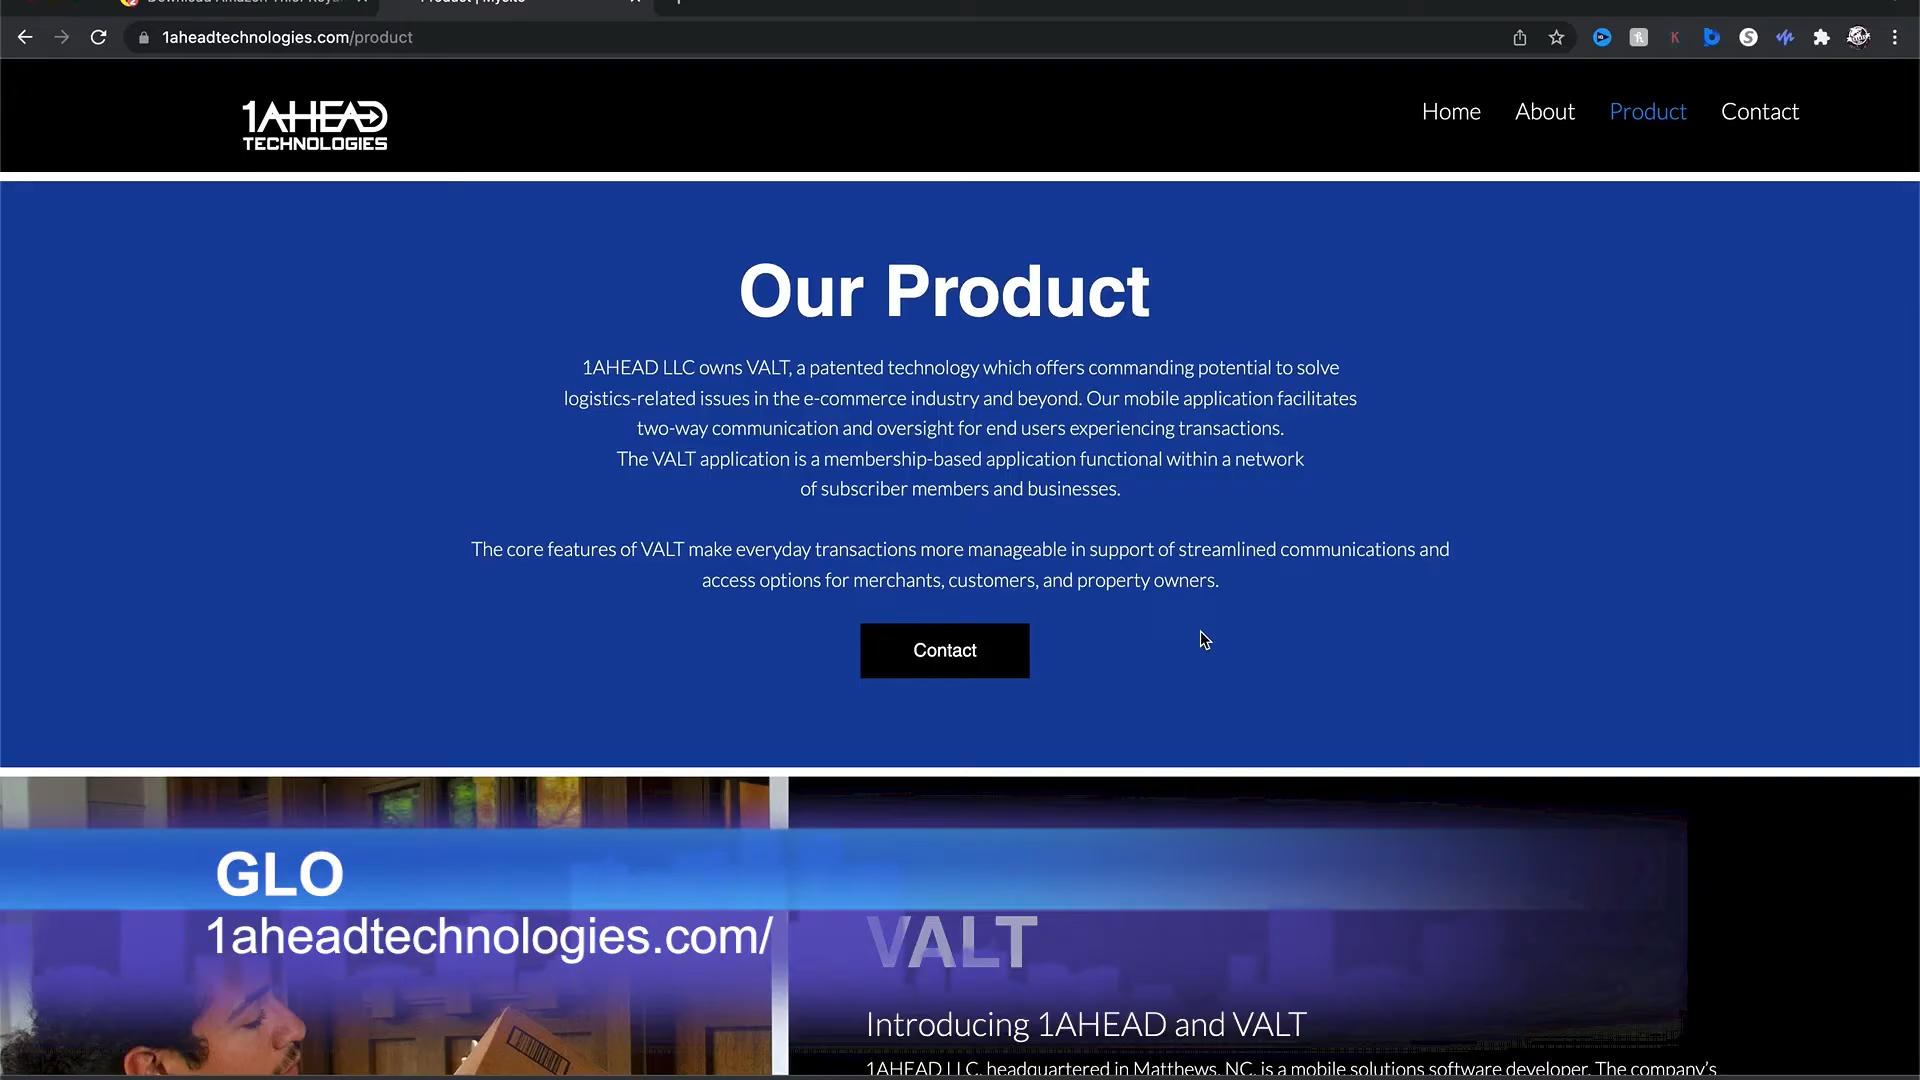 1aheadtechnologies.com/product
1AHEAD
TECHNOLOGIES
Home About Product Contact
Our Product
1AHEAD LLC owns VALT, a patented technology which offers commanding potential to solve
logistics-related issues in the e-commerce industry and beyond. Our mobile application facilitates
two-way communication and oversight for end users experiencing transactions.
The VALT application is a membership-based application functional within a network
of subscriber members and businesses.
The core features of VALT make everyday transactions more manageable in support of streamlined communications and
access options for merchants, customers, and property owners.
Contact
GLO
1aheadtechnologies.com/
VALT
Introducing 1AHEAD and VALT
1AHEAD LLC, headquartered in Matthews, NC, is a mobile solutions software developer. The company's